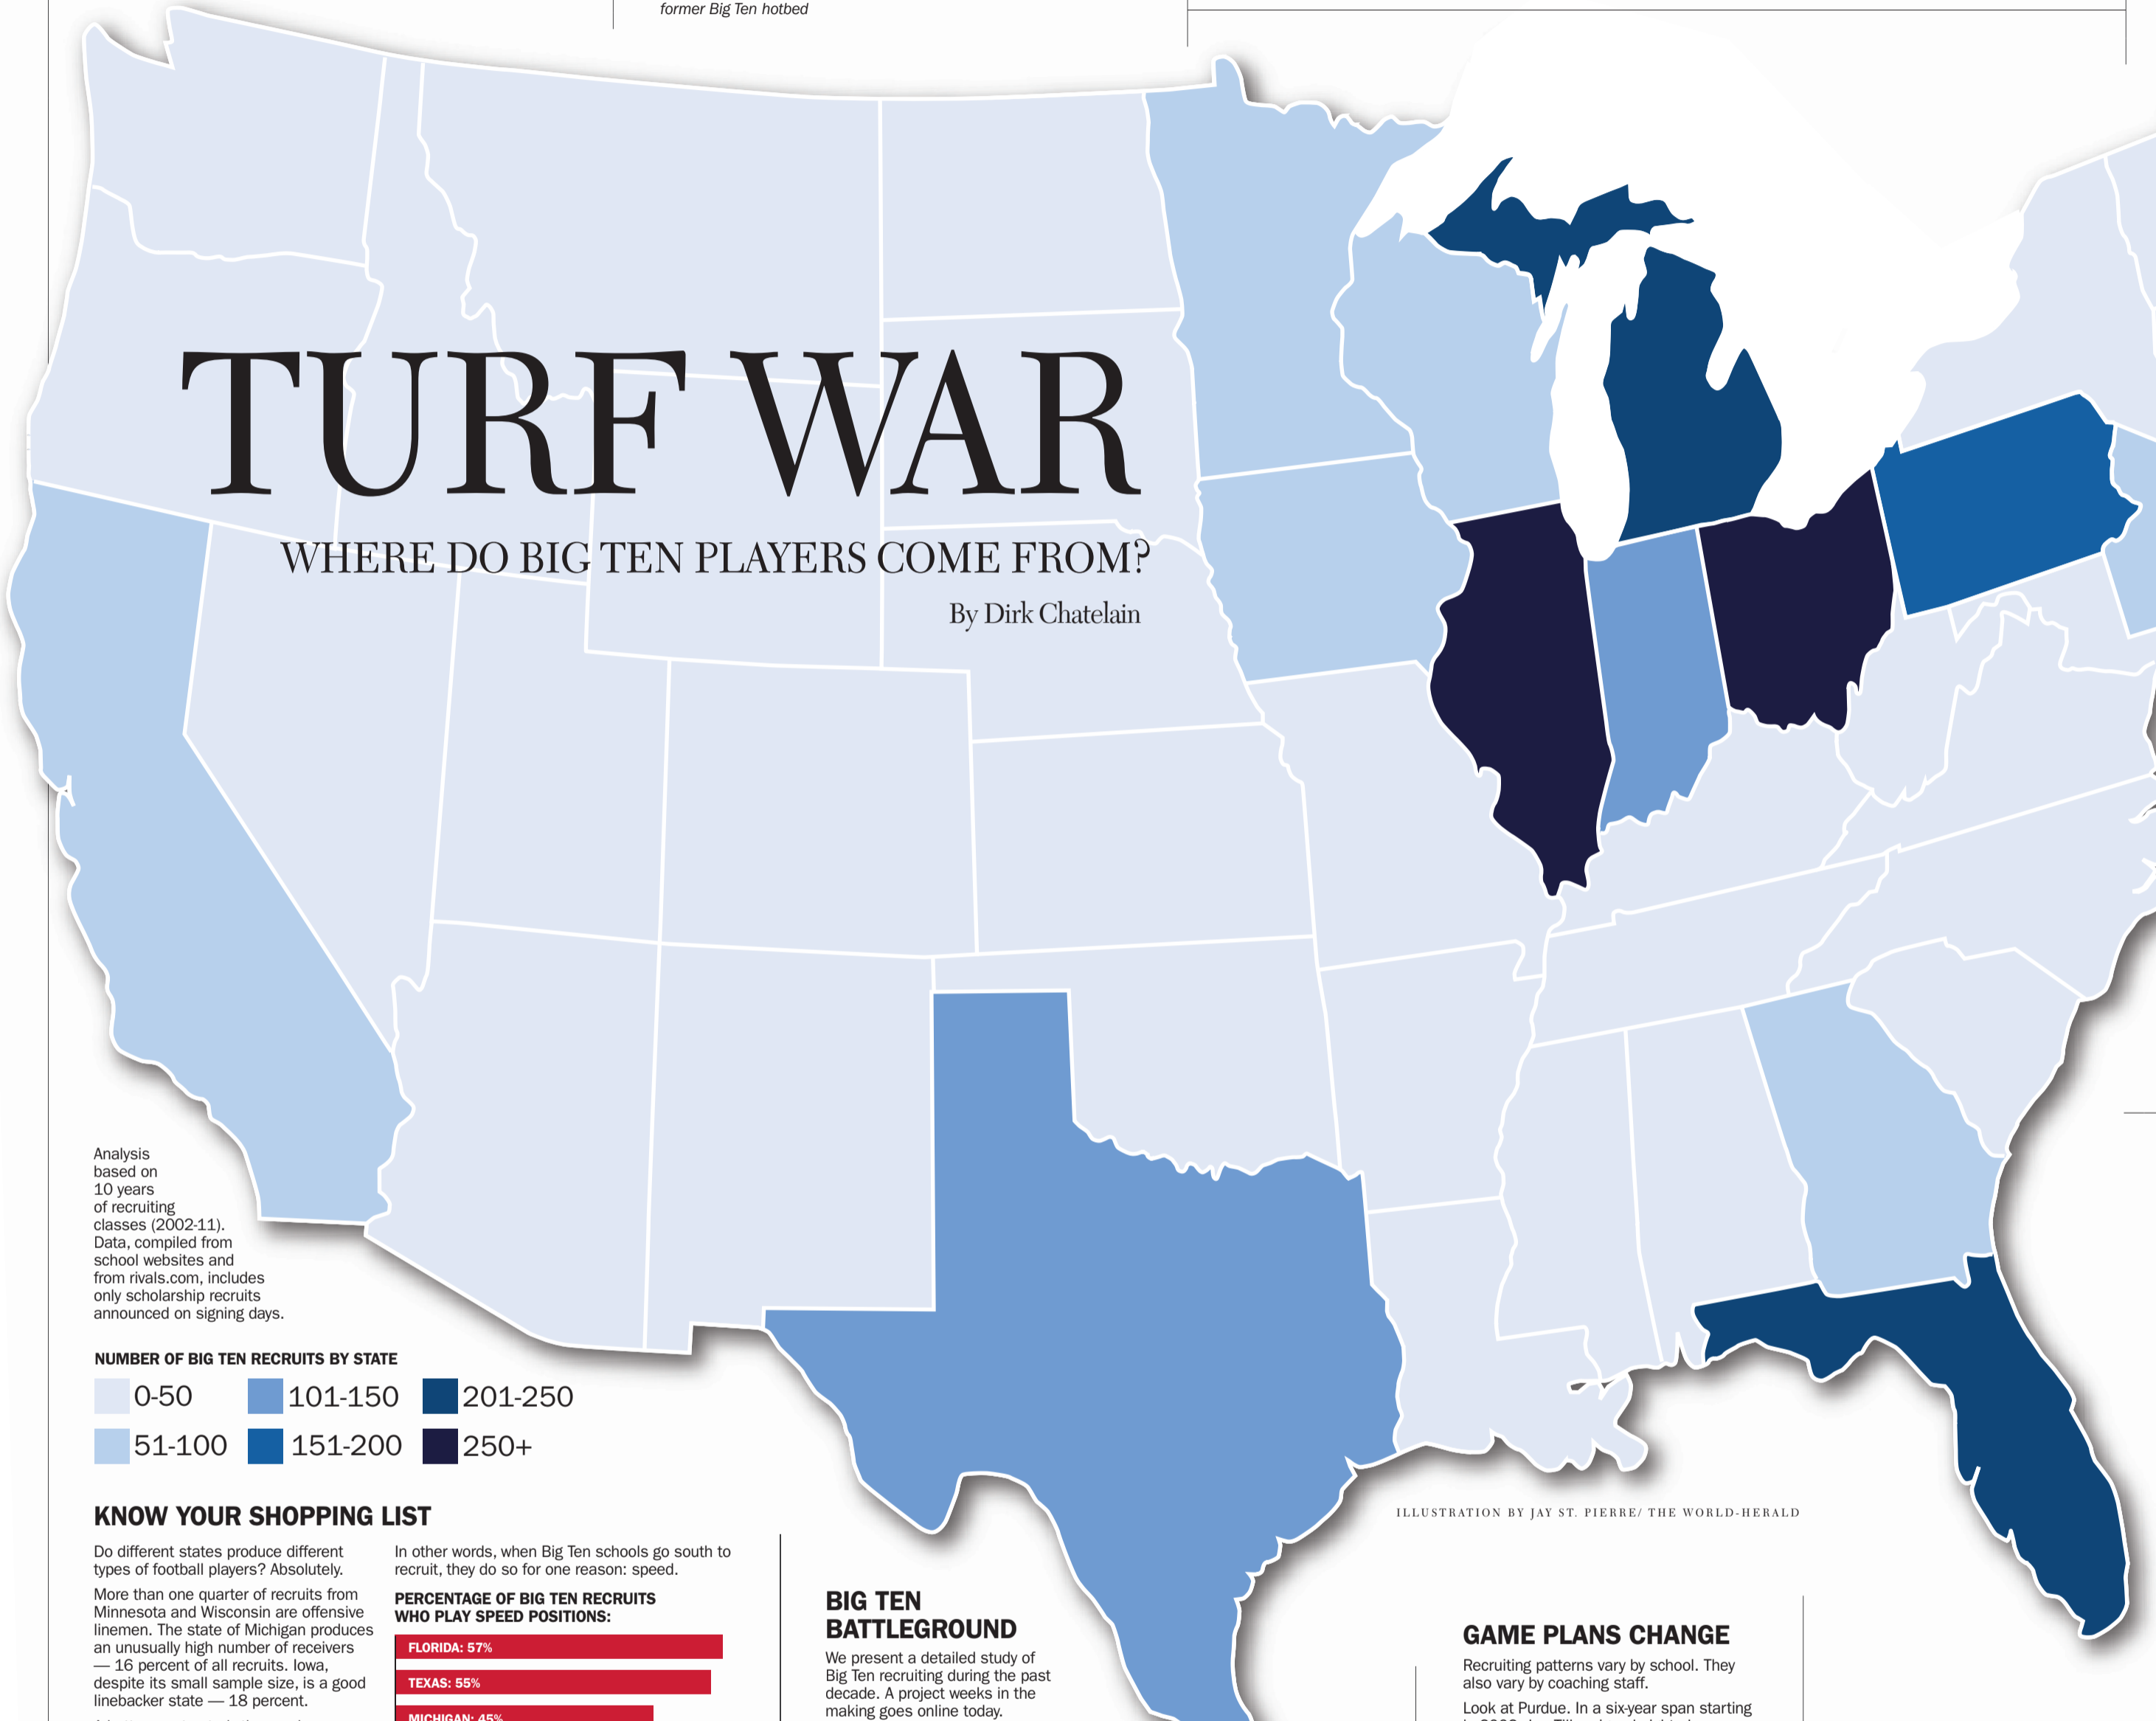 former Big Ten hotbed
TURF WAR
WHERE DO BIG TEN PLAYERS COME FROM?
By Dirk Chatelain
Analysis
based on
10 years
of recruiting
classes (2002-11).
Data, compiled from
school websites and
from rivals.com, includes
only scholarship recruits
announced on signing days.
NUMBER OF BIG TEN RECRUITS BY STATE
0-50
101-150
201-250
51-100
151-200
250+
ILLUSTRATION BY JAY ST. PIERRE/ THE WORLD-HERALD
KNOW YOUR SHOPPING LIST
Do different states produce different
types of football players? Absolutely.
More than one quarter of recruits from
Minnesota and Wisconsin are offensive
linemen. The state of Michigan produces
an unusually high number of receivers
— 16 percent of all recruits. Iowa,
despite its small sample size, is a good
linebacker state — 18 percent.
In other words, when Big Ten schools go south to
recruit, they do so for one reason: speed.
PERCENTAGE OF BIG TEN RECRUITS
WHO PLAY SPEED POSITIONS:
FLORIDA: 57%
TEXAS: 55%
MICHIGAN: 45%
BIG TEN
BATTLEGROUND
We present a detailed study of
Big Ten recruiting during the past
decade. A project weeks in the
making goes online today.
GAME PLANS CHANGE
Recruiting patterns vary by school. They
also vary by coaching staff.
Look at Purdue. In a six-year span starting